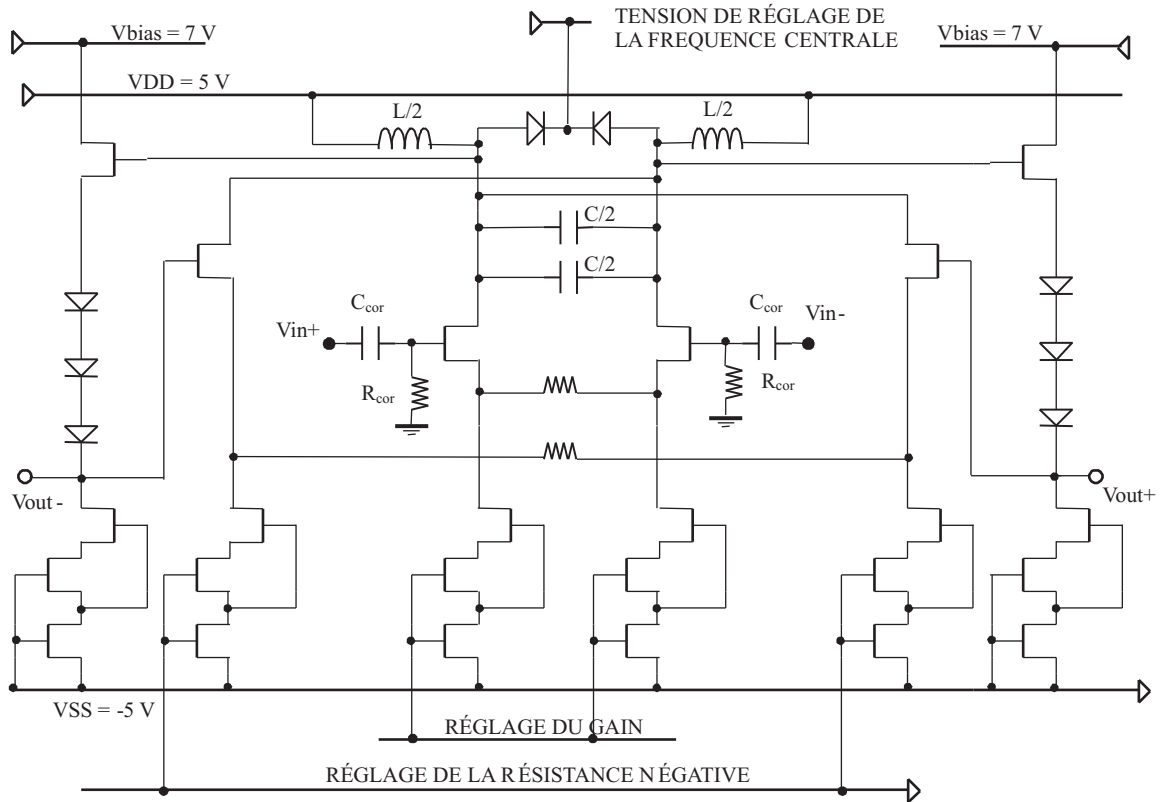 Vbias = 7 V
TENSION DE RÉGLAGE DE
LA FREQUENCE CENTRALE
Vbias = 7 V
VDD = 5 V
L/2
L/2
C/2
C/2
Ccor
Vin+
Rcor
Ccor
Vin-
Rcor
Vout -
Vout+
VSS = -5 V
RÉGLAGE DU GAIN
RÉGLAGE DE LA RÉSISTANCE NÉGATIVE